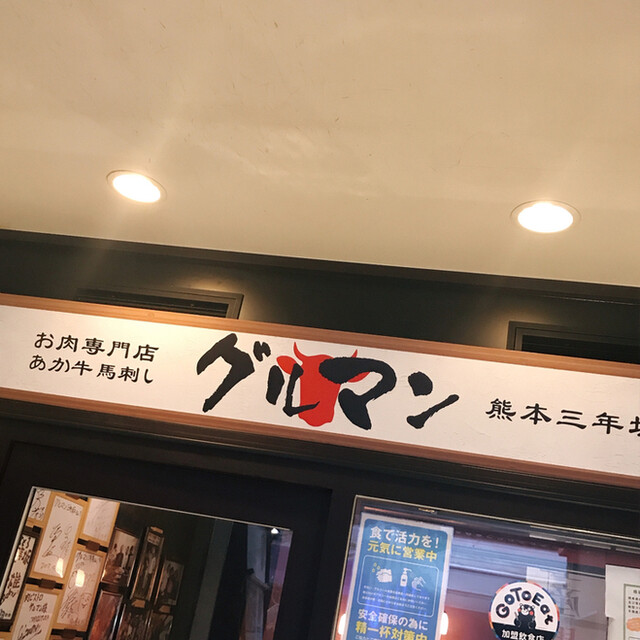 お肉専門店
あか牛 馬刺し
グルマン
熊本三年坂
食で活力を!
元気に営業中
安全確保の為に
精一杯対策中
GoToEat
加盟飲食店